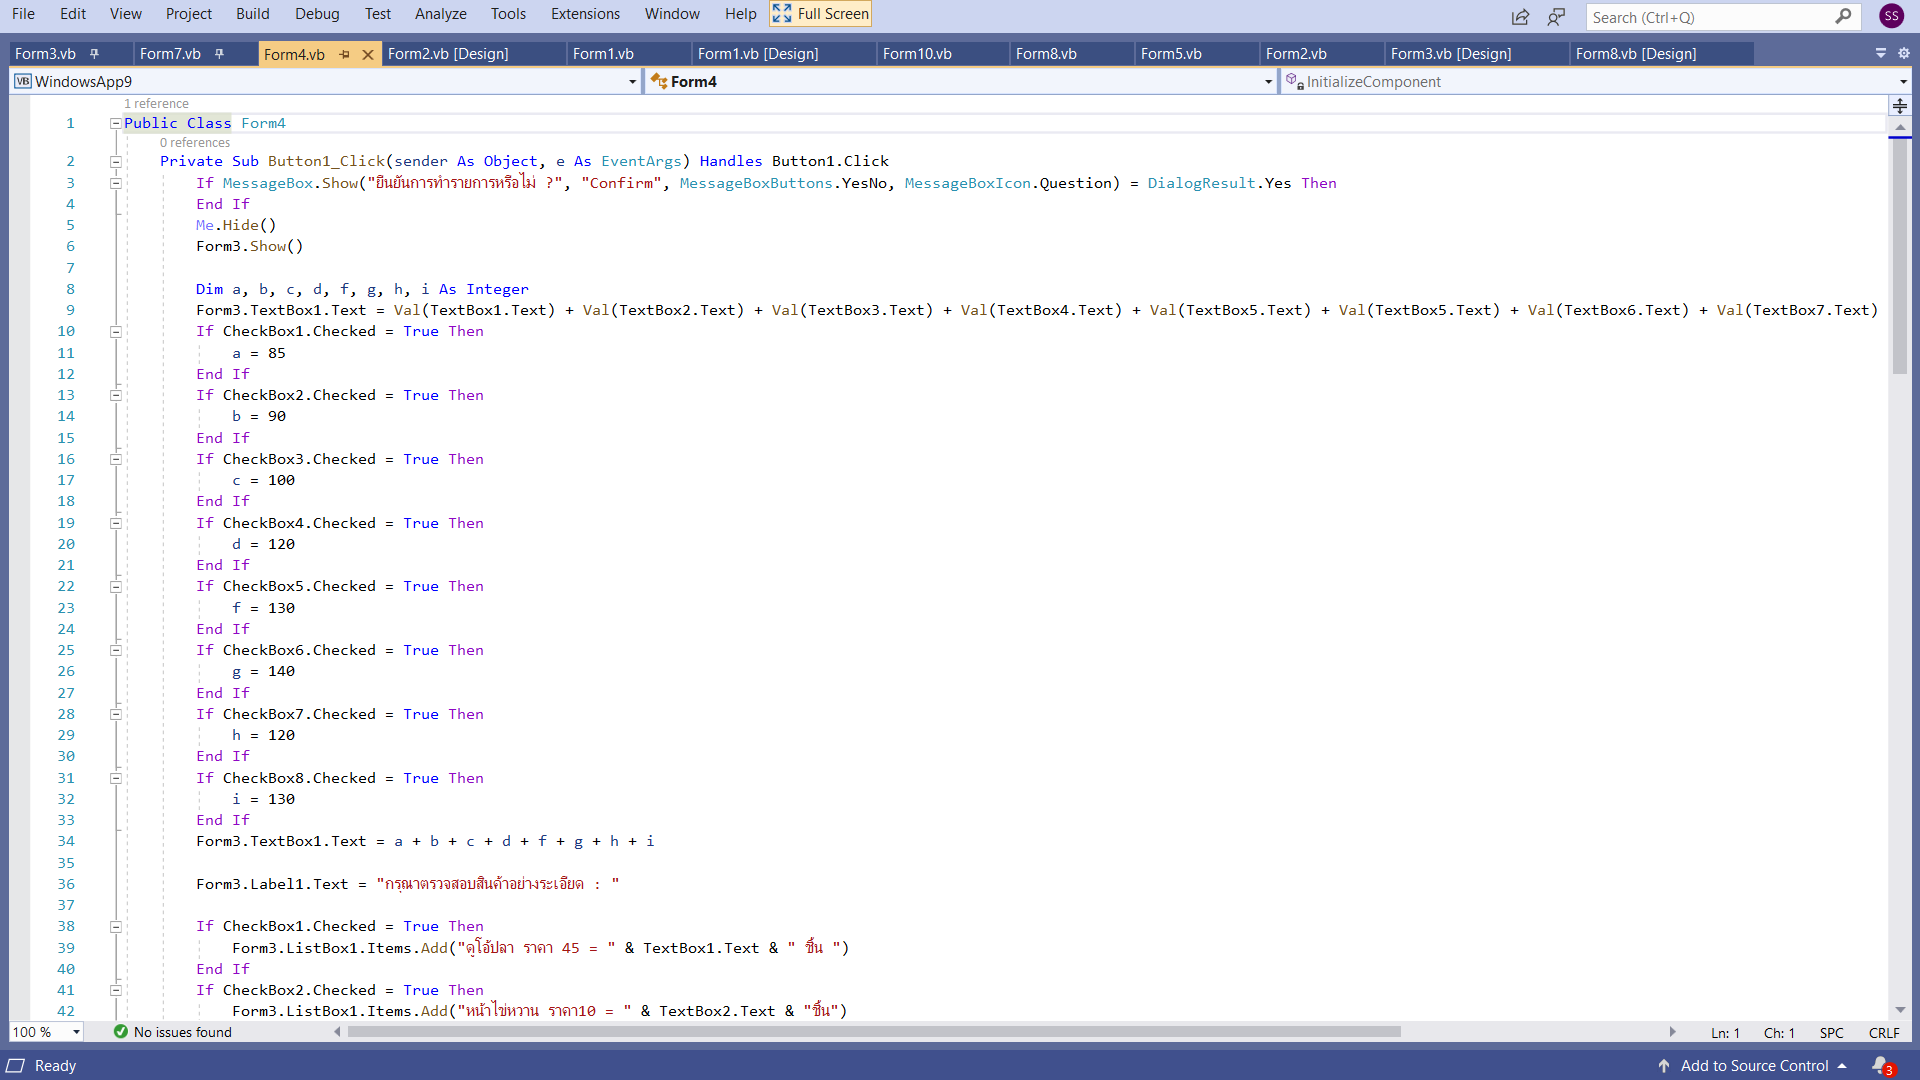 File Edit View Project Build Debug Test Analyze Tools Extensions Window Help Full Screen Search (Ctrl+Q) SS
Form3.vb Form7.vb Form4.vb Form2.vb [Design] Form1.vb Form1.vb [Design] Form10.vb Form8.vb Form5.vb Form2.vb Form3.vb [Design] Form8.vb [Design]
VB WindowsApp9 Form4 InitializeComponent
1 reference
1 Public Class Form4
0 references
2 Private Sub Button1_Click(sender As Object, e As EventArgs) Handles Button1.Click
3 If MessageBox.Show("ยืนยันการทำรายการหรือไม่ ?", "Confirm", MessageBoxButtons.YesNo, MessageBoxIcon.Question) = DialogResult.Yes Then
4 End If
5 Me.Hide()
6 Form3.Show()
7
8 Dim a, b, c, d, f, g, h, i As Integer
9 Form3.TextBox1.Text = Val(TextBox1.Text) + Val(TextBox2.Text) + Val(TextBox3.Text) + Val(TextBox4.Text) + Val(TextBox5.Text) + Val(TextBox5.Text) + Val(TextBox6.Text) + Val(TextBox7.Text)
10 If CheckBox1.Checked = True Then
11 a = 85
12 End If
13 If CheckBox2.Checked = True Then
14 b = 90
15 End If
16 If CheckBox3.Checked = True Then
17 c = 100
18 End If
19 If CheckBox4.Checked = True Then
20 d = 120
21 End If
22 If CheckBox5.Checked = True Then
23 f = 130
24 End If
25 If CheckBox6.Checked = True Then
26 g = 140
27 End If
28 If CheckBox7.Checked = True Then
29 h = 120
30 End If
31 If CheckBox8.Checked = True Then
32 i = 130
33 End If
34 Form3.TextBox1.Text = a + b + c + d + f + g + h + i
35
36 Form3.Label1.Text = "กรุณาตรวจสอบสินค้าอย่างระเอียด : "
37
38 If CheckBox1.Checked = True Then
39 Form3.ListBox1.Items.Add("ดูโอ้ปลา ราคา 45 = " & TextBox1.Text & " ชิ้น ")
40 End If
41 If CheckBox2.Checked = True Then
42 Form3.ListBox1.Items.Add("หน้าไข่หวาน ราคา10 = " & TextBox2.Text & "ชิ้น")
100 % No issues found Ln: 1 Ch: 1 SPC CRLF
Ready Add to Source Control 3